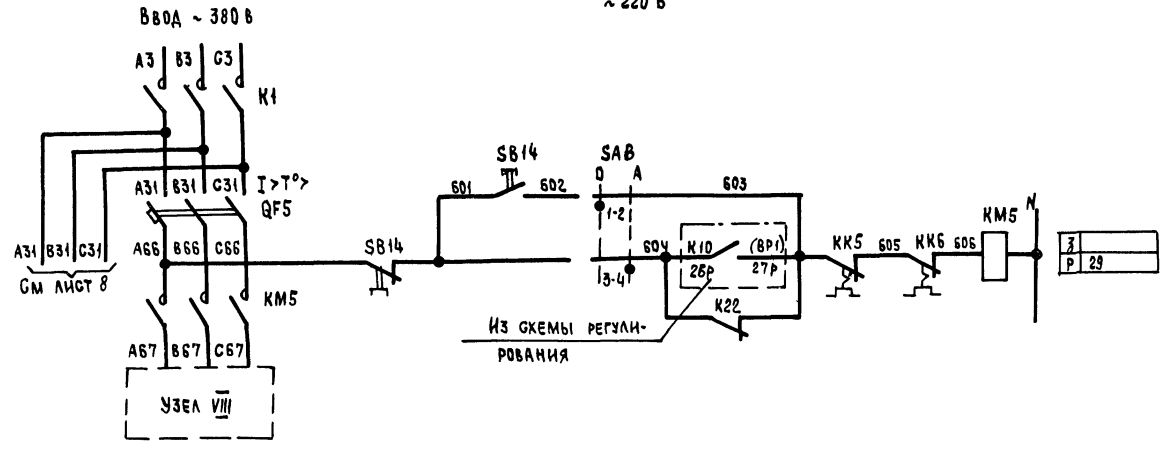 ~ 220 В
Ввод ~ 380 В
А3 В3 С3
К1
А31 В31 С31 I>T°>
QF5
А31 В31 С31
См лист 8
А66 В66 С66
КМ5
А67 В67 С67
Узел VIII
SB14
SB14
601 602
SAB
О А
1-2
3-4
603
604
К10 (ВР1)
26р 27р
К22
Из схемы регули-
рования
КК5 605 КК6 606 КМ5 N
З
Р 29